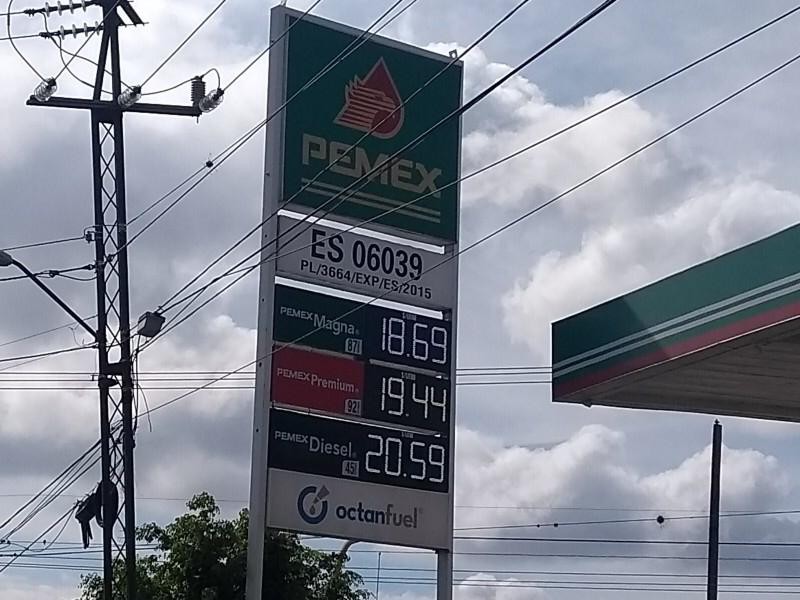 PEMEX
ES 06039
PL/3664/EXP/ES/2015
PEMEX Magna 87 18.69
PEMEX Premium 92 19.44
PEMEX Diesel 45 20.59
octanfuel